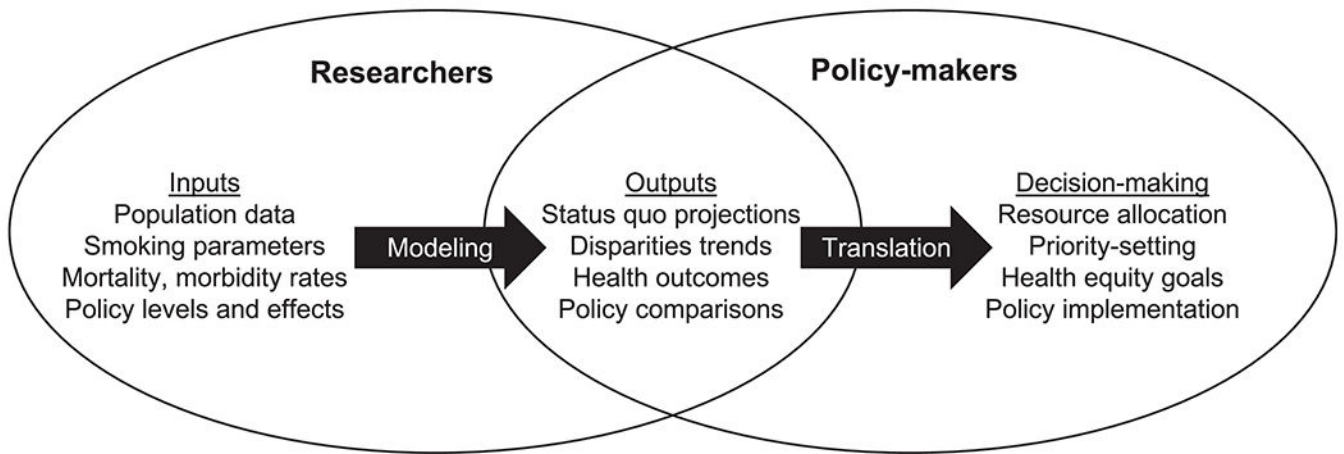 Researchers
Policy-makers
Inputs
Population data
Smoking parameters
Mortality, morbidity rates
Policy levels and effects
Modeling
Outputs
Status quo projections
Disparities trends
Health outcomes
Policy comparisons
Translation
Decision-making
Resource allocation
Priority-setting
Health equity goals
Policy implementation